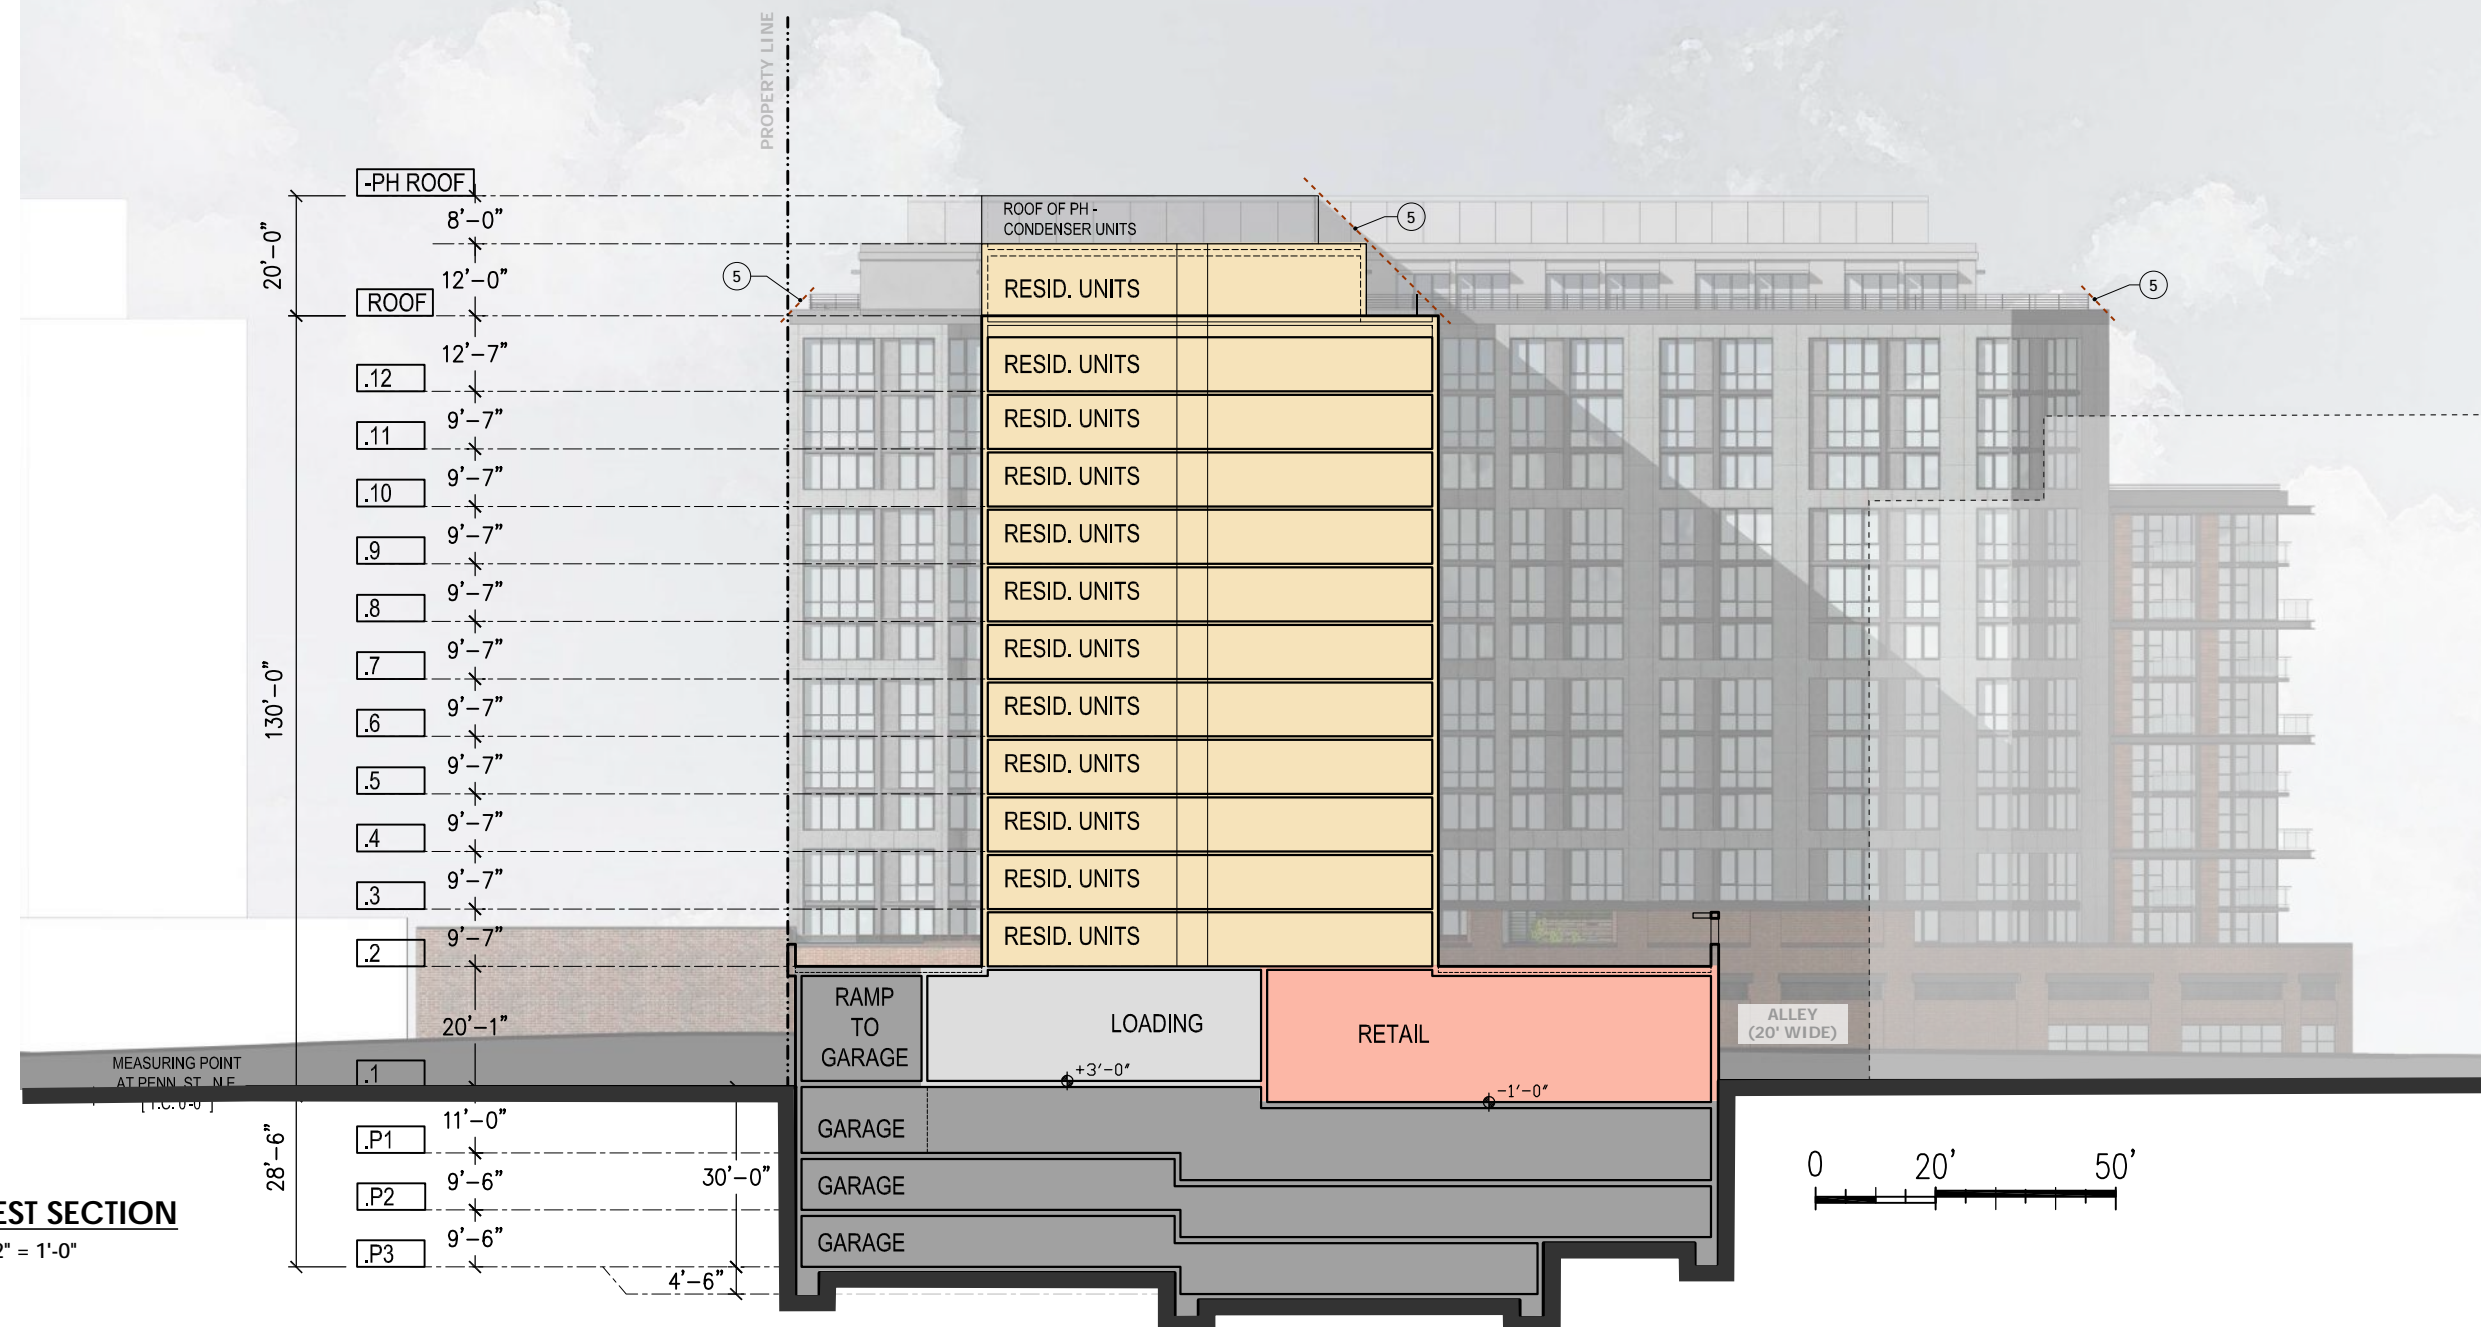 PROPERTY LINE
-PH ROOF
8'-0"
20'-0"
12'-0"
ROOF
ROOF OF PH -
CONDENSER UNITS
5
5
5
RESID. UNITS
12'-7"
.12
RESID. UNITS
9'-7"
.11
RESID. UNITS
9'-7"
.10
RESID. UNITS
9'-7"
.9
RESID. UNITS
9'-7"
.8
RESID. UNITS
9'-7"
.7
RESID. UNITS
130'-0"
9'-7"
.6
RESID. UNITS
9'-7"
.5
RESID. UNITS
9'-7"
.4
RESID. UNITS
9'-7"
.3
RESID. UNITS
9'-7"
.2
RESID. UNITS
20'-1"
RAMP
TO
GARAGE
LOADING
RETAIL
ALLEY
(20' WIDE)
MEASURING POINT
AT PENN. ST., N.E.
[ T.C. 0'-0" ]
.1
+3'-0"
-1'-0"
11'-0"
.P1
GARAGE
28'-6"
9'-6"
.P2
30'-0"
GARAGE
9'-6"
.P3
GARAGE
4'-6"
0 20' 50'
EST SECTION
2" = 1'-0"